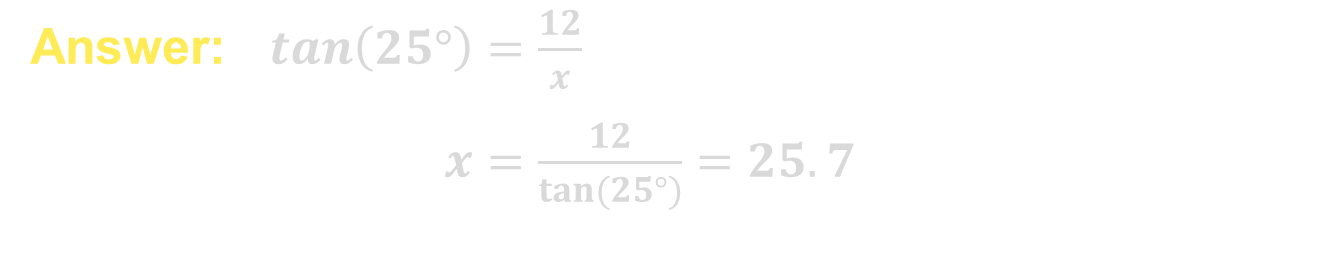 Answer: tan(25°) = 12/x
x = 12/tan(25°) = 25.7